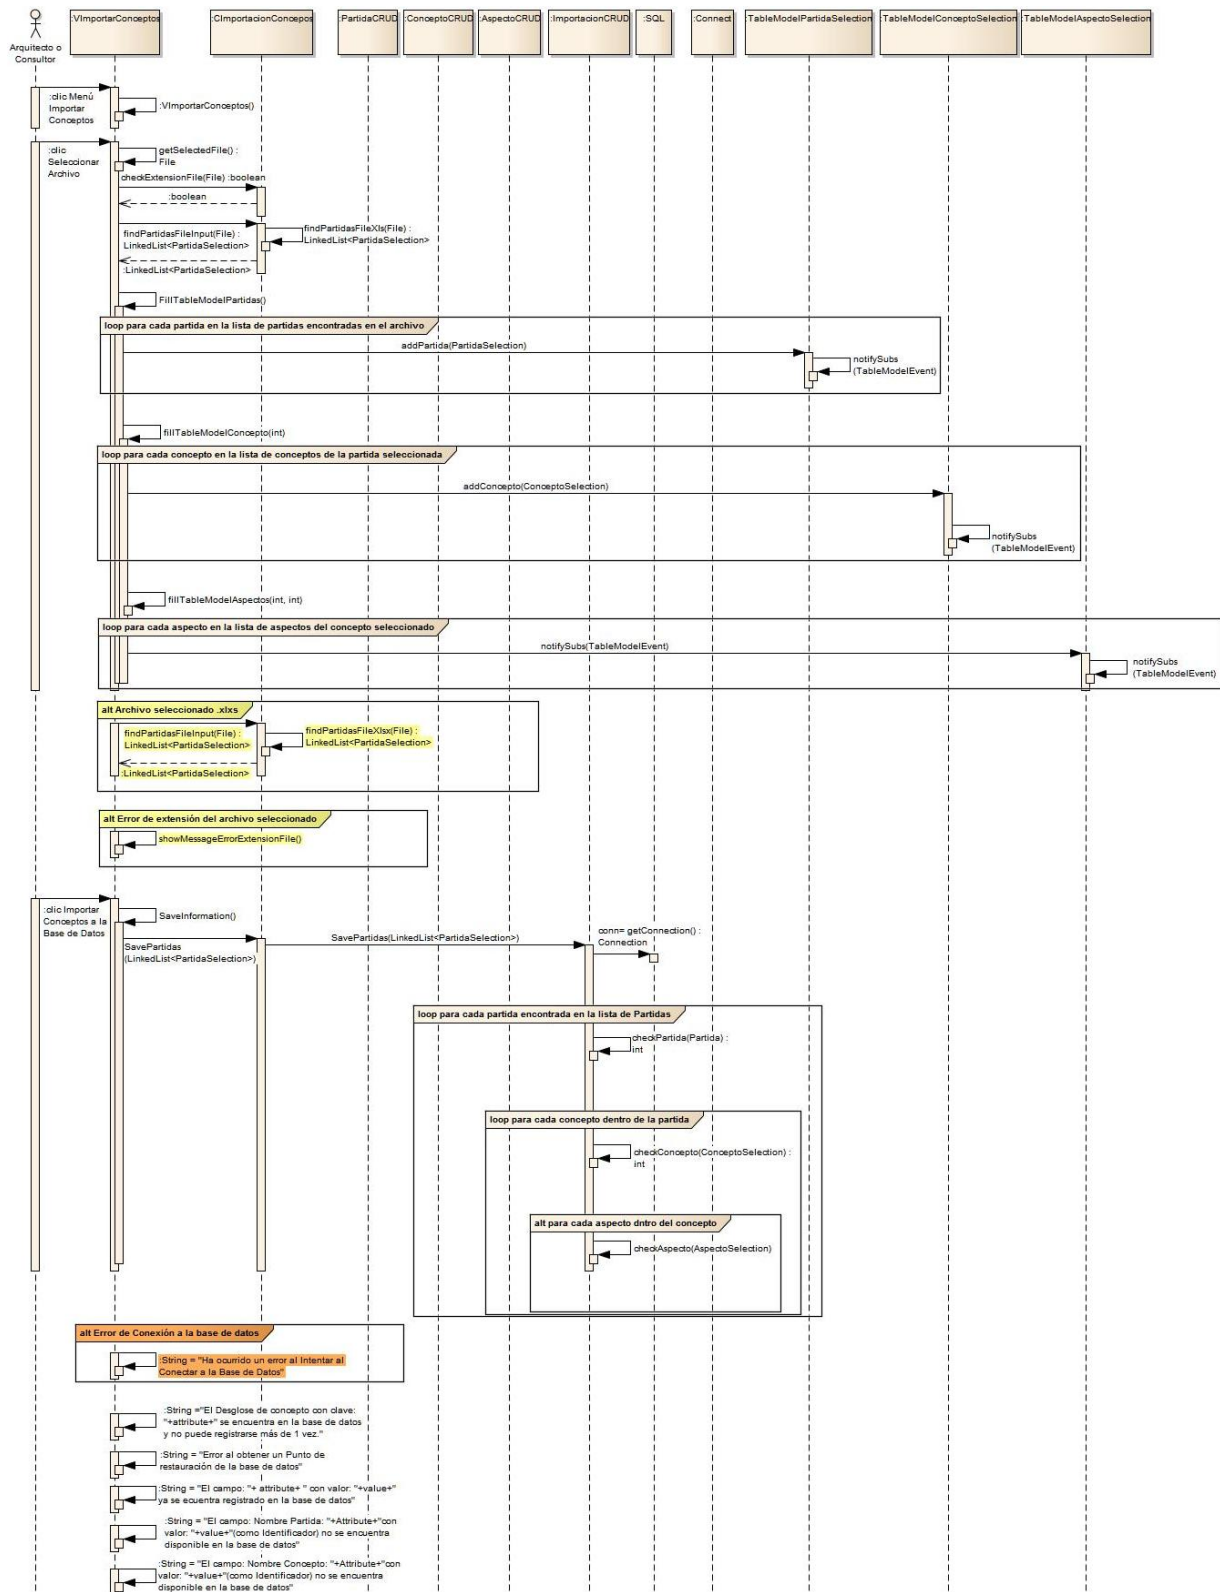 :VImportarConceptos
:CImportacionConcepos
:PartidaCRUD
:ConceptoCRUD
:AspectoCRUD
:ImportacionCRUD
:SQL
:Connect
:TableModelPartidaSelection
:TableModelConceptoSelection
:TableModelAspectoSelection
Arquitecto o
Consultor
:clic Menú
Importar
Conceptos
:VImportarConceptos()
:clic
Seleccionar
Archivo
getSelectedFile() :
File
checkExtensionFile(File) :boolean
:boolean
findPartidasFileInput(File) :
LinkedList<PartidaSelection>
findPartidasFileXls(File) :
LinkedList<PartidaSelection>
:LinkedList<PartidaSelection>
FillTableModelPartidas()
loop para cada partida en la lista de partidas encontradas en el archivo
addPartida(PartidaSelection)
notifySubs
(TableModelEvent)
fillTableModelConcepto(int)
loop para cada concepto en la lista de conceptos de la partida seleccionada
addConcepto(ConceptoSelection)
notifySubs
(TableModelEvent)
fillTableModelAspectos(int, int)
loop para cada aspecto en la lista de aspectos del concepto seleccionado
notifySubs(TableModelEvent)
notifySubs
(TableModelEvent)
alt Archivo seleccionado .xlxs
findPartidasFileInput(File) :
LinkedList<PartidaSelection>
findPartidasFileXlsx(File) :
LinkedList<PartidaSelection>
:LinkedList<PartidaSelection>
alt Error de extensión del archivo seleccionado
showMessageErrorExtensionFile()
:clic Importar
Conceptos a la
Base de Datos
SaveInformation()
SavePartidas
(LinkedList<PartidaSelection>)
SavePartidas(LinkedList<PartidaSelection>)
conn= getConnection() :
Connection
loop para cada partida encontrada en la lista de Partidas
checkPartida(Partida) :
int
loop para cada concepto dentro de la partida
checkConcepto(ConceptoSelection) :
int
alt para cada aspecto dntro del concepto
checkAspecto(AspectoSelection)
alt Error de Conexión a la base de datos
:String = "Ha ocurrido un error al Intentar al
Conectar a la Base de Datos"
:String ="El Desglose de concepto con clave:
"+attribute+" se encuentra en la base de datos
y no puede registrarse más de 1 vez."
:String = "Error al obtener un Punto de
restauración de la base de datos"
:String = "El campo: "+ attribute+ " con valor: "+value+"
ya se ecuentra registrado en la base de datos"
:String = "El campo: Nombre Partida: "+Attribute+"con
valor: "+value+"(como Identificador) no se encuentra
disponible en la base de datos"
:String = "El campo: Nombre Concepto: "+Attribute+"con
valor: "+value+"(como Identificador) no se encuentra
disponible en la base de datos"